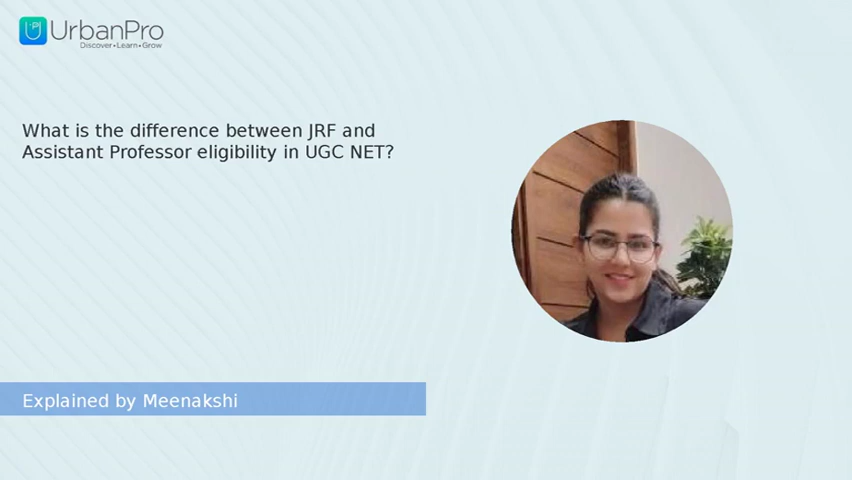 UrbanPro
Discover•Learn•Grow
What is the difference between JRF and
Assistant Professor eligibility in UGC NET?
Explained by Meenakshi